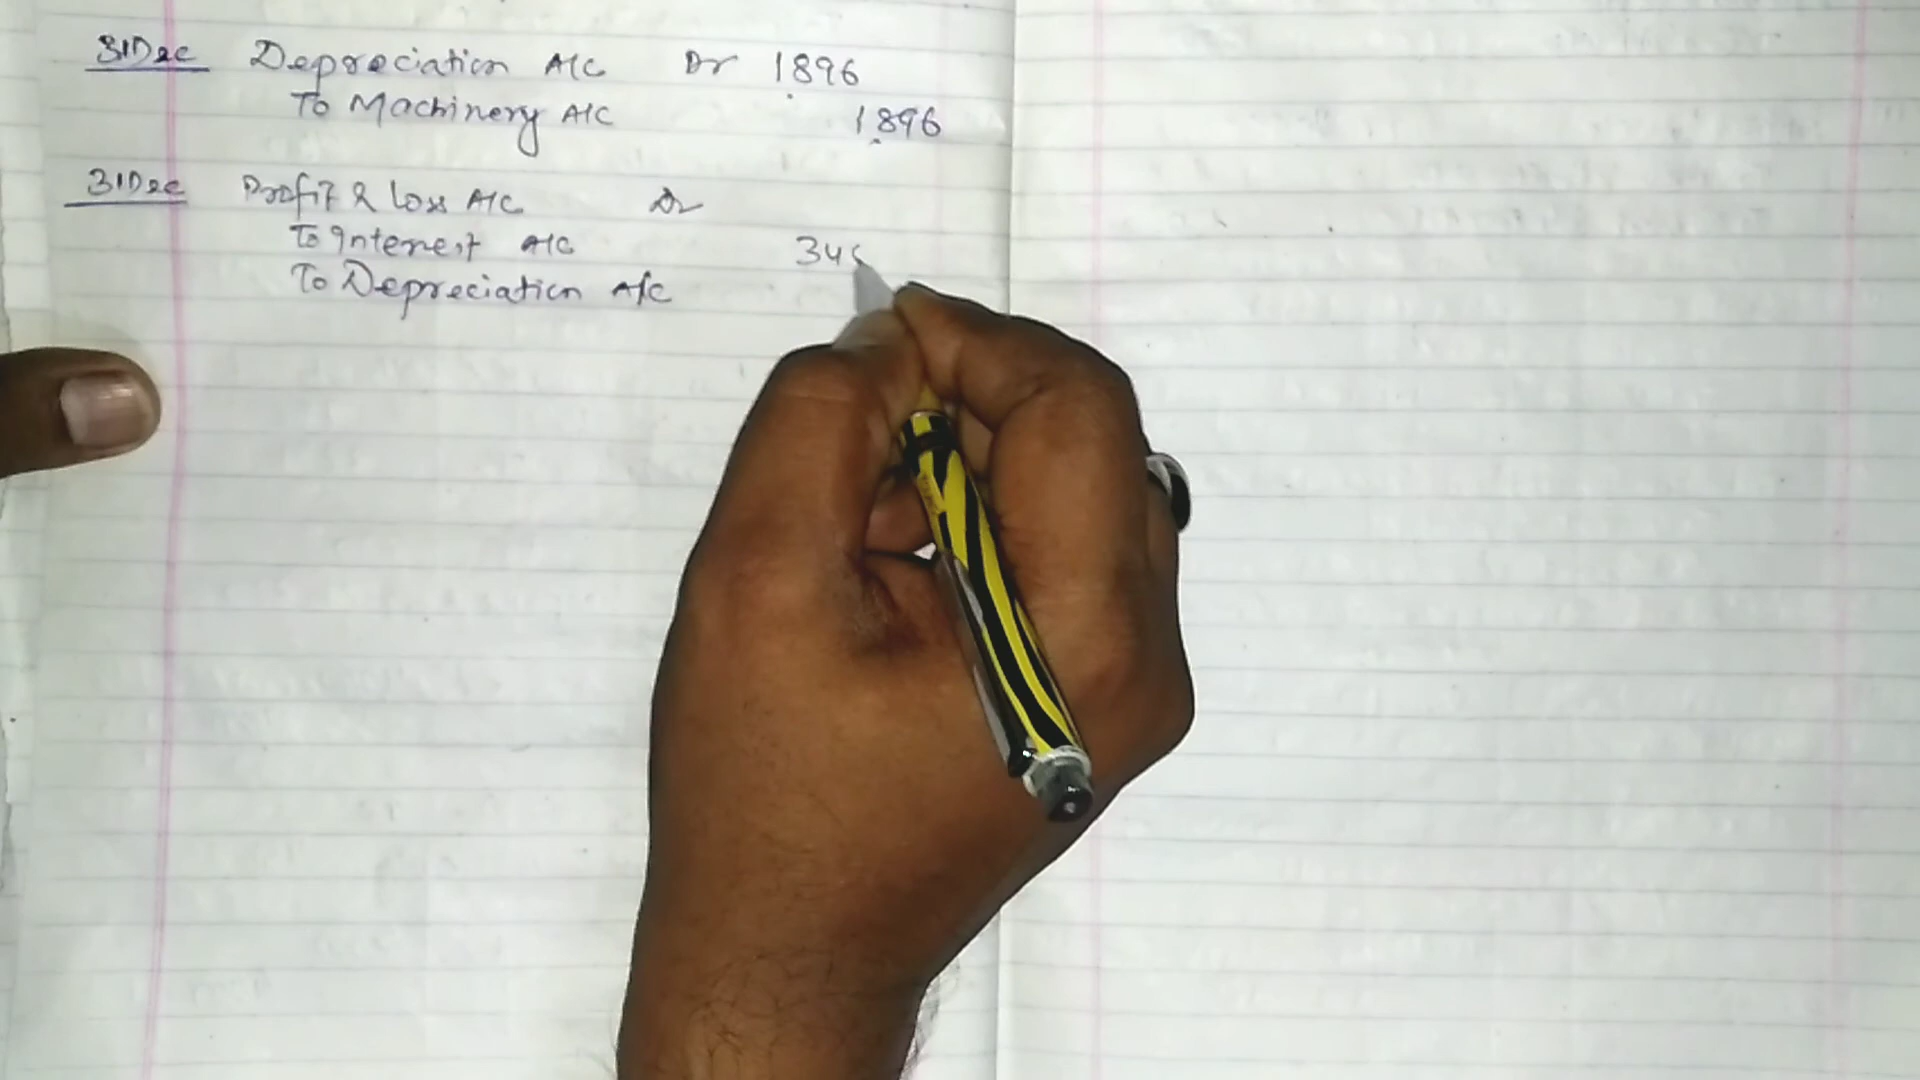 31Dec Depreciation A/C Dr 1896
To Machinery A/C 1896
31Dec Profit & Loss A/C Dr
To Interest A/C
To Depreciation A/C